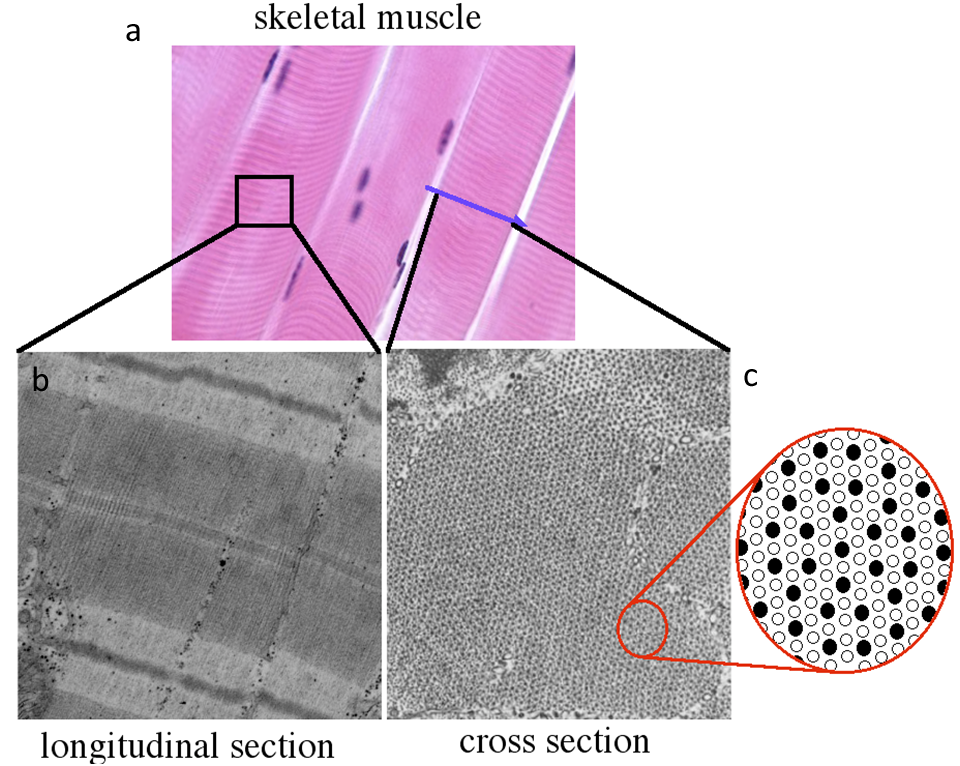 skeletal muscle
a
b
c
longitudinal section
cross section